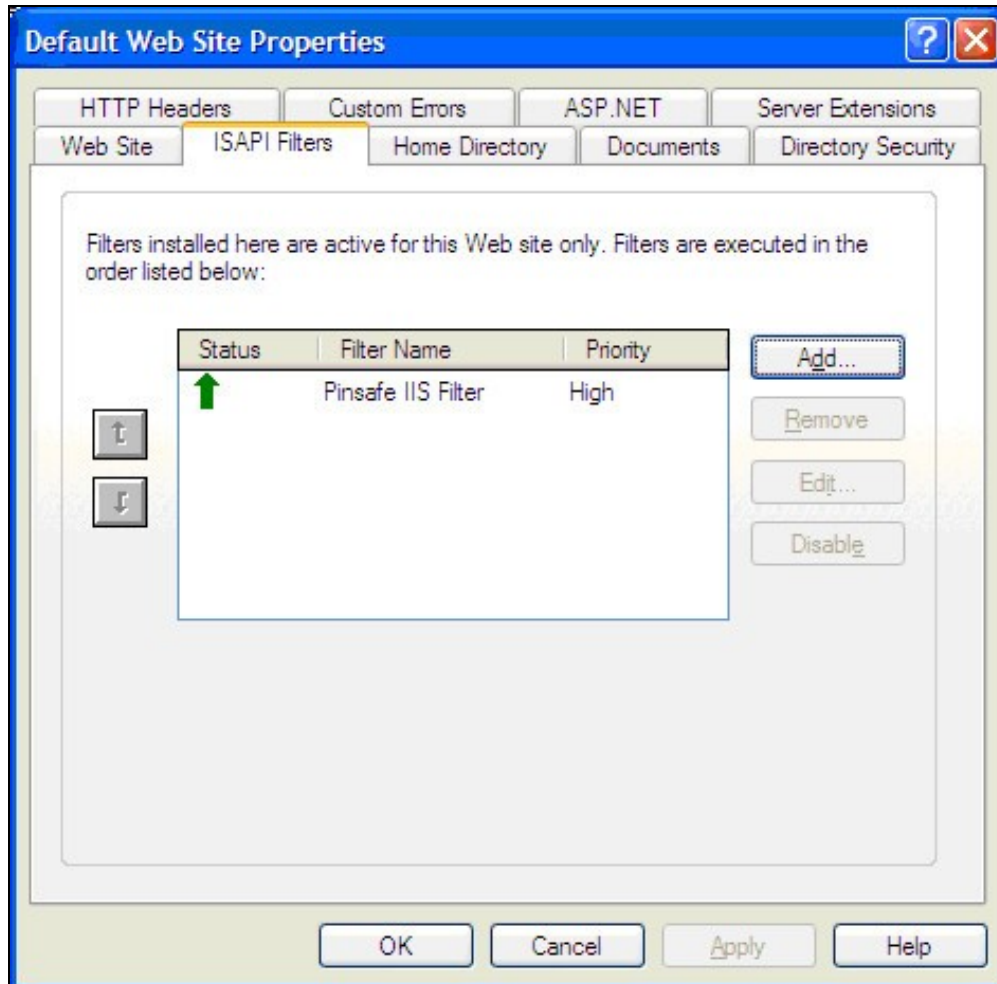 Default Web Site Properties
HTTP Headers Custom Errors ASP.NET Server Extensions
Web Site ISAPI Filters Home Directory Documents Directory Security
Filters installed here are active for this Web site only. Filters are executed in the
order listed below:
Status Filter Name Priority
Pinsafe IIS Filter High
Add...
Remove
Edit...
Disable
OK Cancel Apply Help